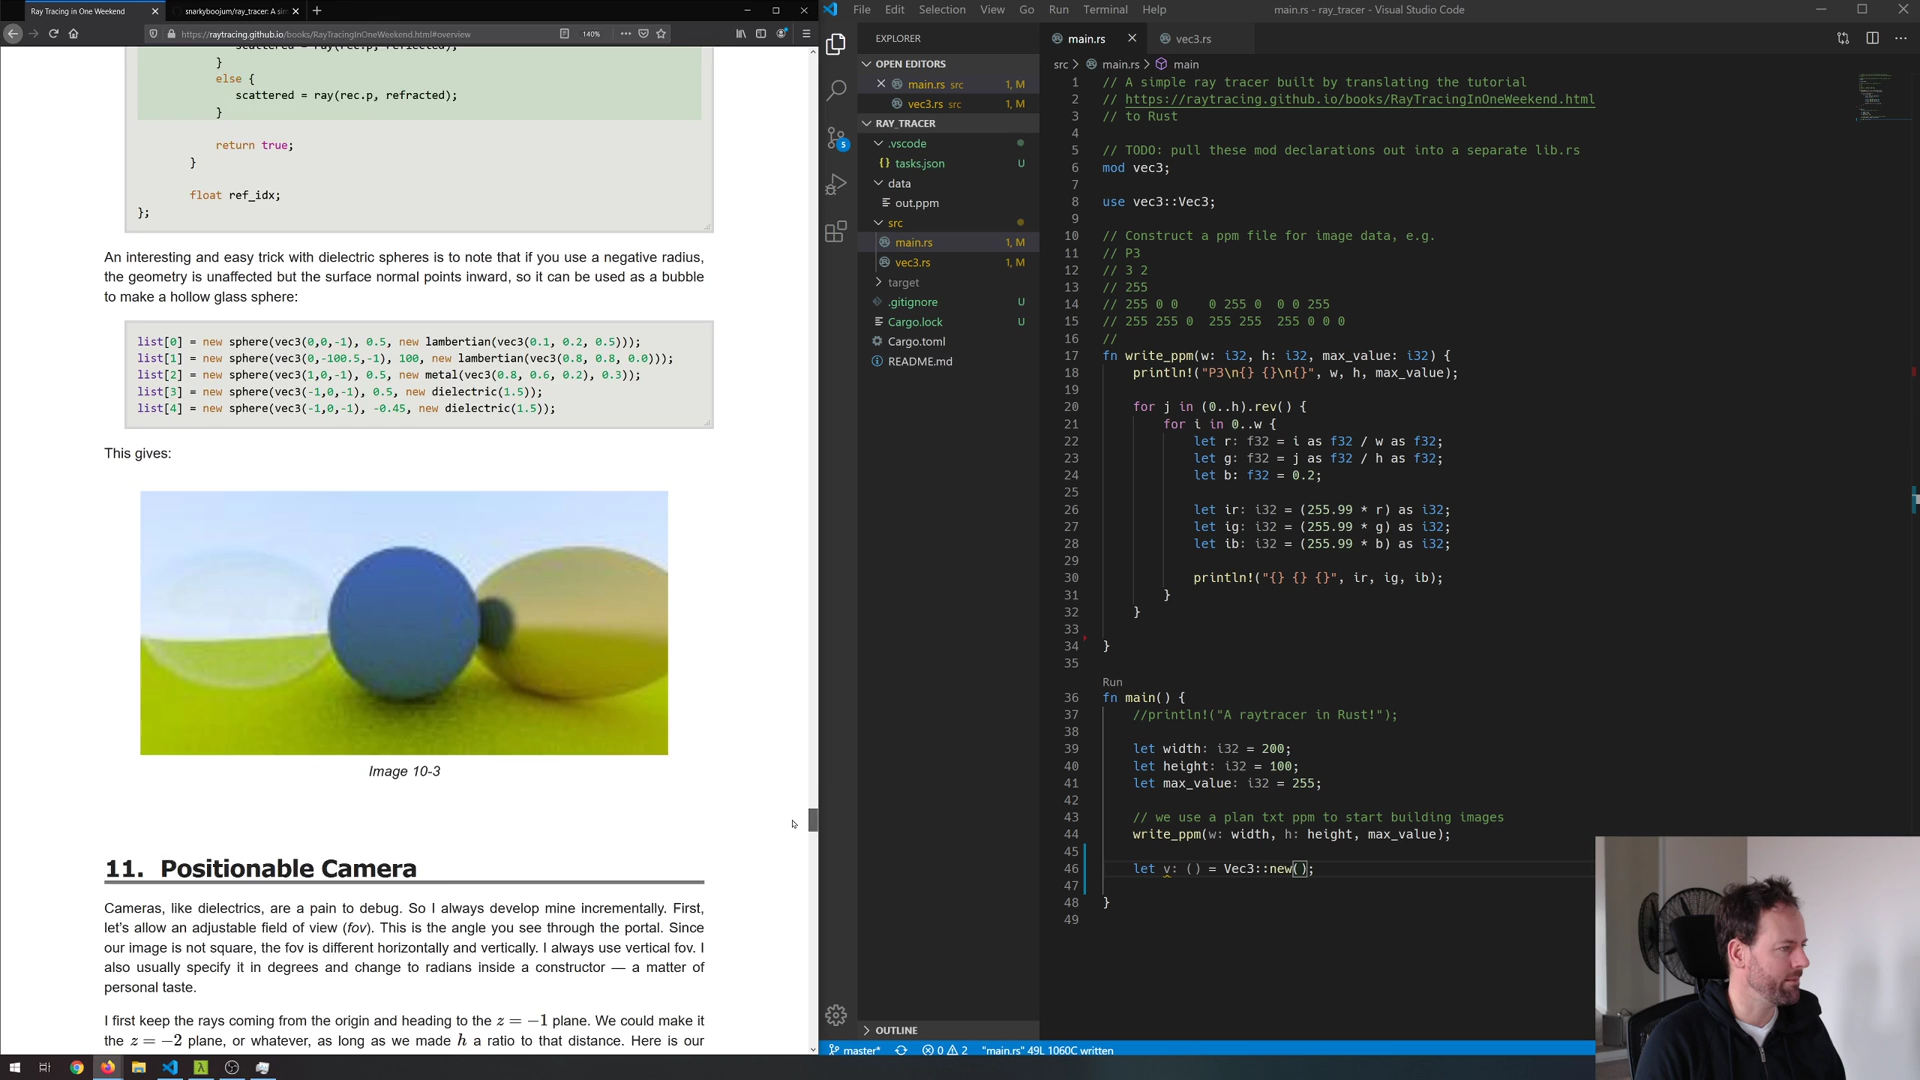 Ray Tracing in One Weekend
snarkyboojum/ray_tracer: A sim
https://raytracing.github.io/books/RayTracingInOneWeekend.html#overview
140%
scattered = ray(rec.p, reflected);
}
else {
scattered = ray(rec.p, refracted);
}
return true;
}
float ref_idx;
};
An interesting and easy trick with dielectric spheres is to note that if you use a negative radius,
the geometry is unaffected but the surface normal points inward, so it can be used as a bubble
to make a hollow glass sphere:
list[0] = new sphere(vec3(0,0,-1), 0.5, new lambertian(vec3(0.1, 0.2, 0.5)));
list[1] = new sphere(vec3(0,-100.5,-1), 100, new lambertian(vec3(0.8, 0.8, 0.0)));
list[2] = new sphere(vec3(1,0,-1), 0.5, new metal(vec3(0.8, 0.6, 0.2), 0.3));
list[3] = new sphere(vec3(-1,0,-1), 0.5, new dielectric(1.5));
list[4] = new sphere(vec3(-1,0,-1), -0.45, new dielectric(1.5));
This gives:
Image 10-3
11. Positionable Camera
Cameras, like dielectrics, are a pain to debug. So I always develop mine incrementally. First,
let's allow an adjustable field of view (fov). This is the angle you see through the portal. Since
our image is not square, the fov is different horizontally and vertically. I always use vertical fov. I
also usually specify it in degrees and change to radians inside a constructor — a matter of
personal taste.
I first keep the rays coming from the origin and heading to the z = −1 plane. We could make it
the z = −2 plane, or whatever, as long as we made h a ratio to that distance. Here is our
File Edit Selection View Go Run Terminal Help
main.rs - ray_tracer - Visual Studio Code
EXPLORER
OPEN EDITORS
main.rs src 1, M
vec3.rs src 1, M
RAY_TRACER
.vscode
tasks.json U
data
out.ppm
src
main.rs 1, M
vec3.rs 1, M
target
.gitignore U
Cargo.lock U
Cargo.toml
README.md
OUTLINE
5
main.rs
vec3.rs
src > main.rs > main
1 // A simple ray tracer built by translating the tutorial
2 // https://raytracing.github.io/books/RayTracingInOneWeekend.html
3 // to Rust
4
5 // TODO: pull these mod declarations out into a separate lib.rs
6 mod vec3;
7
8 use vec3::Vec3;
9
10 // Construct a ppm file for image data, e.g.
11 // P3
12 // 3 2
13 // 255
14 // 255 0 0 0 255 0 0 0 255
15 // 255 255 0 255 255 255 0 0 0
16 //
17 fn write_ppm(w: i32, h: i32, max_value: i32) {
18 println!("P3\n{} {}\n{}", w, h, max_value);
19
20 for j in (0..h).rev() {
21 for i in 0..w {
22 let r: f32 = i as f32 / w as f32;
23 let g: f32 = j as f32 / h as f32;
24 let b: f32 = 0.2;
25
26 let ir: i32 = (255.99 * r) as i32;
27 let ig: i32 = (255.99 * g) as i32;
28 let ib: i32 = (255.99 * b) as i32;
29
30 println!("{} {} {}", ir, ig, ib);
31 }
32 }
33
34 }
35
Run
36 fn main() {
37 //println!("A raytracer in Rust!");
38
39 let width: i32 = 200;
40 let height: i32 = 100;
41 let max_value: i32 = 255;
42
43 // we use a plan txt ppm to start building images
44 write_ppm(w: width, h: height, max_value);
45
46 let v: () = Vec3::new();
47
48 }
49
master* 0 2 "main.rs" 49L 1060C written